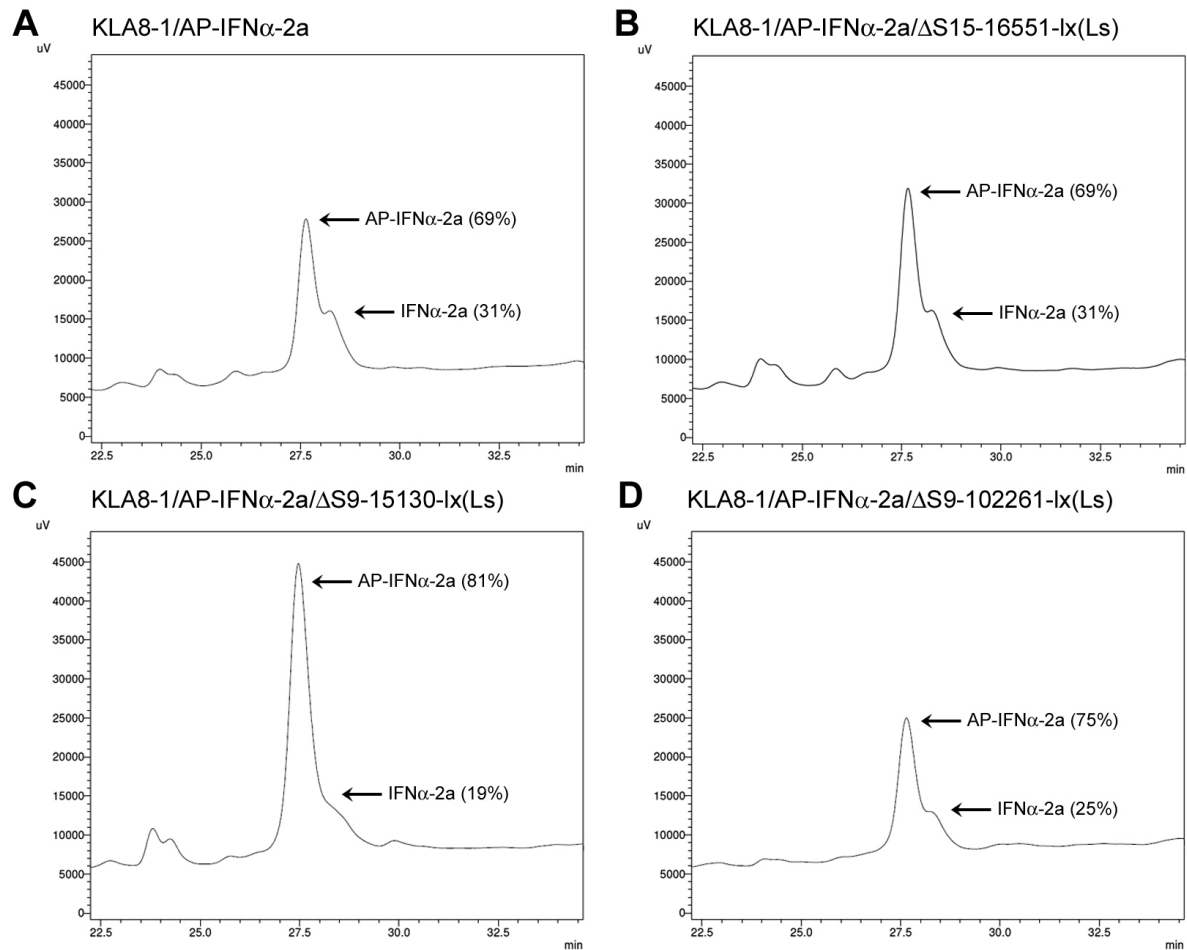 A KLA8-1/AP-IFNα-2a
uV
45000
40000
35000
30000
25000
20000
15000
10000
5000
0
AP-IFNα-2a (69%)
IFNα-2a (31%)
22.5 25.0 27.5 30.0 32.5
min
B KLA8-1/AP-IFNα-2a/ΔS15-16551-lx(Ls)
uV
45000
40000
35000
30000
25000
20000
15000
10000
5000
0
AP-IFNα-2a (69%)
IFNα-2a (31%)
22.5 25.0 27.5 30.0 32.5
min
C KLA8-1/AP-IFNα-2a/ΔS9-15130-lx(Ls)
uV
45000
40000
35000
30000
25000
20000
15000
10000
5000
0
AP-IFNα-2a (81%)
IFNα-2a (19%)
22.5 25.0 27.5 30.0 32.5
min
D KLA8-1/AP-IFNα-2a/ΔS9-102261-lx(Ls)
uV
45000
40000
35000
30000
25000
20000
15000
10000
5000
0
AP-IFNα-2a (75%)
IFNα-2a (25%)
22.5 25.0 27.5 30.0 32.5
min